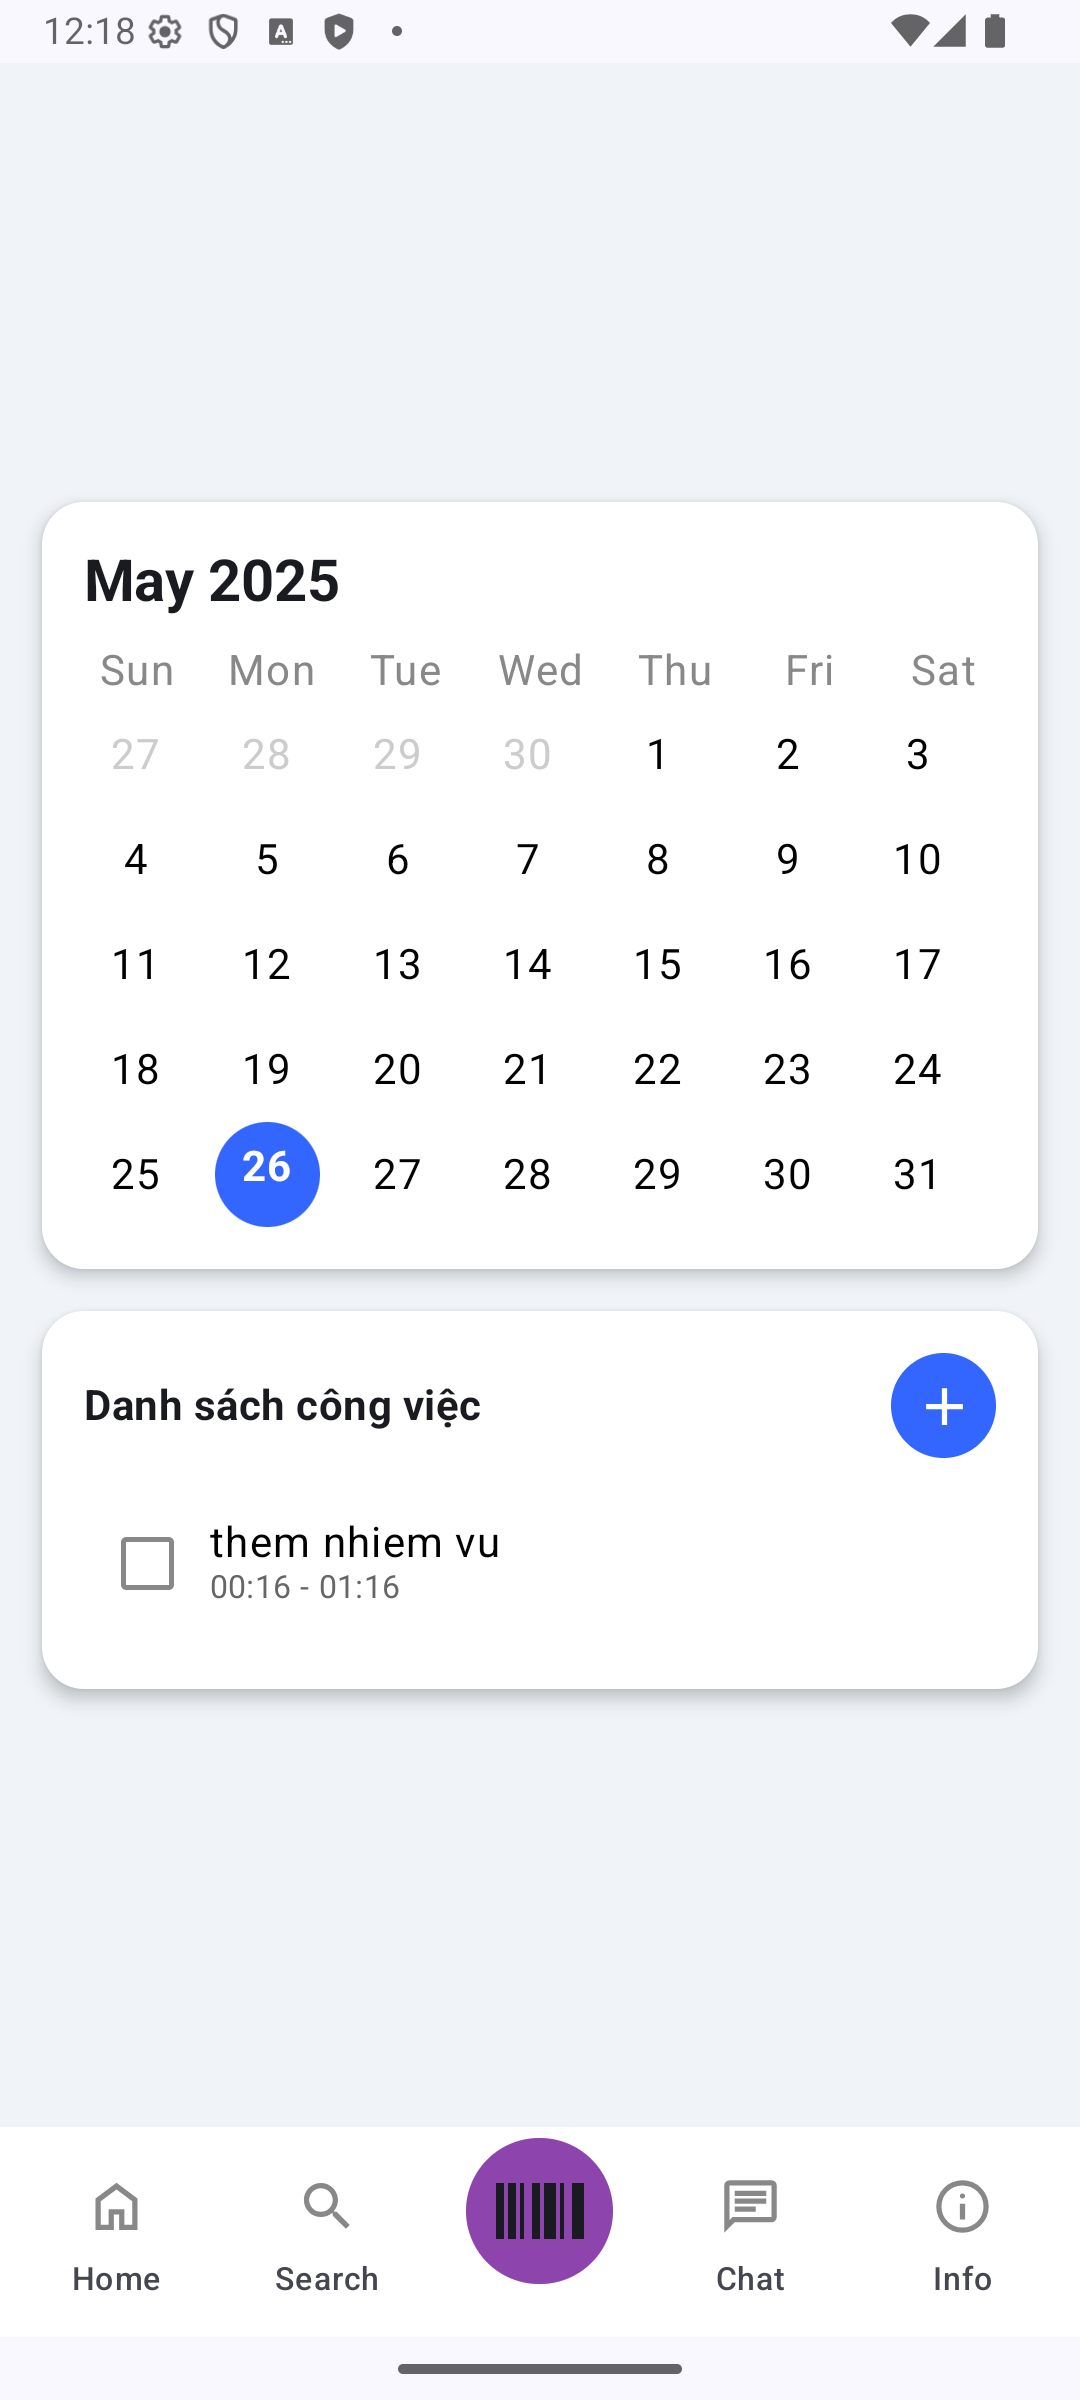 12:18
May 2025
Sun Mon Tue Wed Thu Fri Sat
27 28 29 30 1 2 3
4 5 6 7 8 9 10
11 12 13 14 15 16 17
18 19 20 21 22 23 24
25 26 27 28 29 30 31
Danh sách công việc
them nhiem vu
00:16 - 01:16
Home Search Chat Info